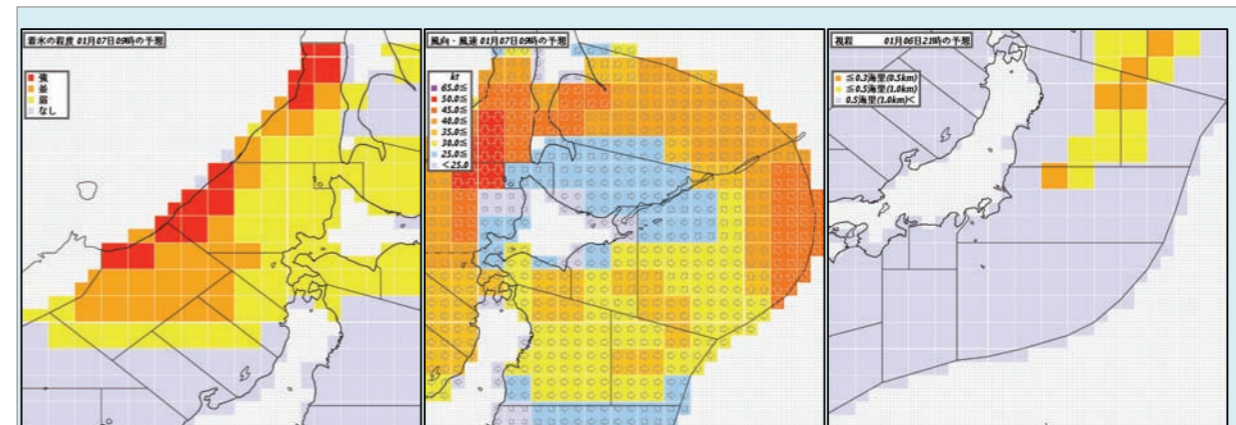 着氷の程度 01月07日09時の予想
強
並
弱
なし
風向・風速 01月07日09時の予想
kt
65.0≦
50.0≦
45.0≦
40.0≦
35.0≦
30.0≦
25.0≦
<25.0
視程 01月06日21時の予想
≦0.3海里(0.5km)
≦0.5海里(1.0km)
0.5海里(1.0km)<